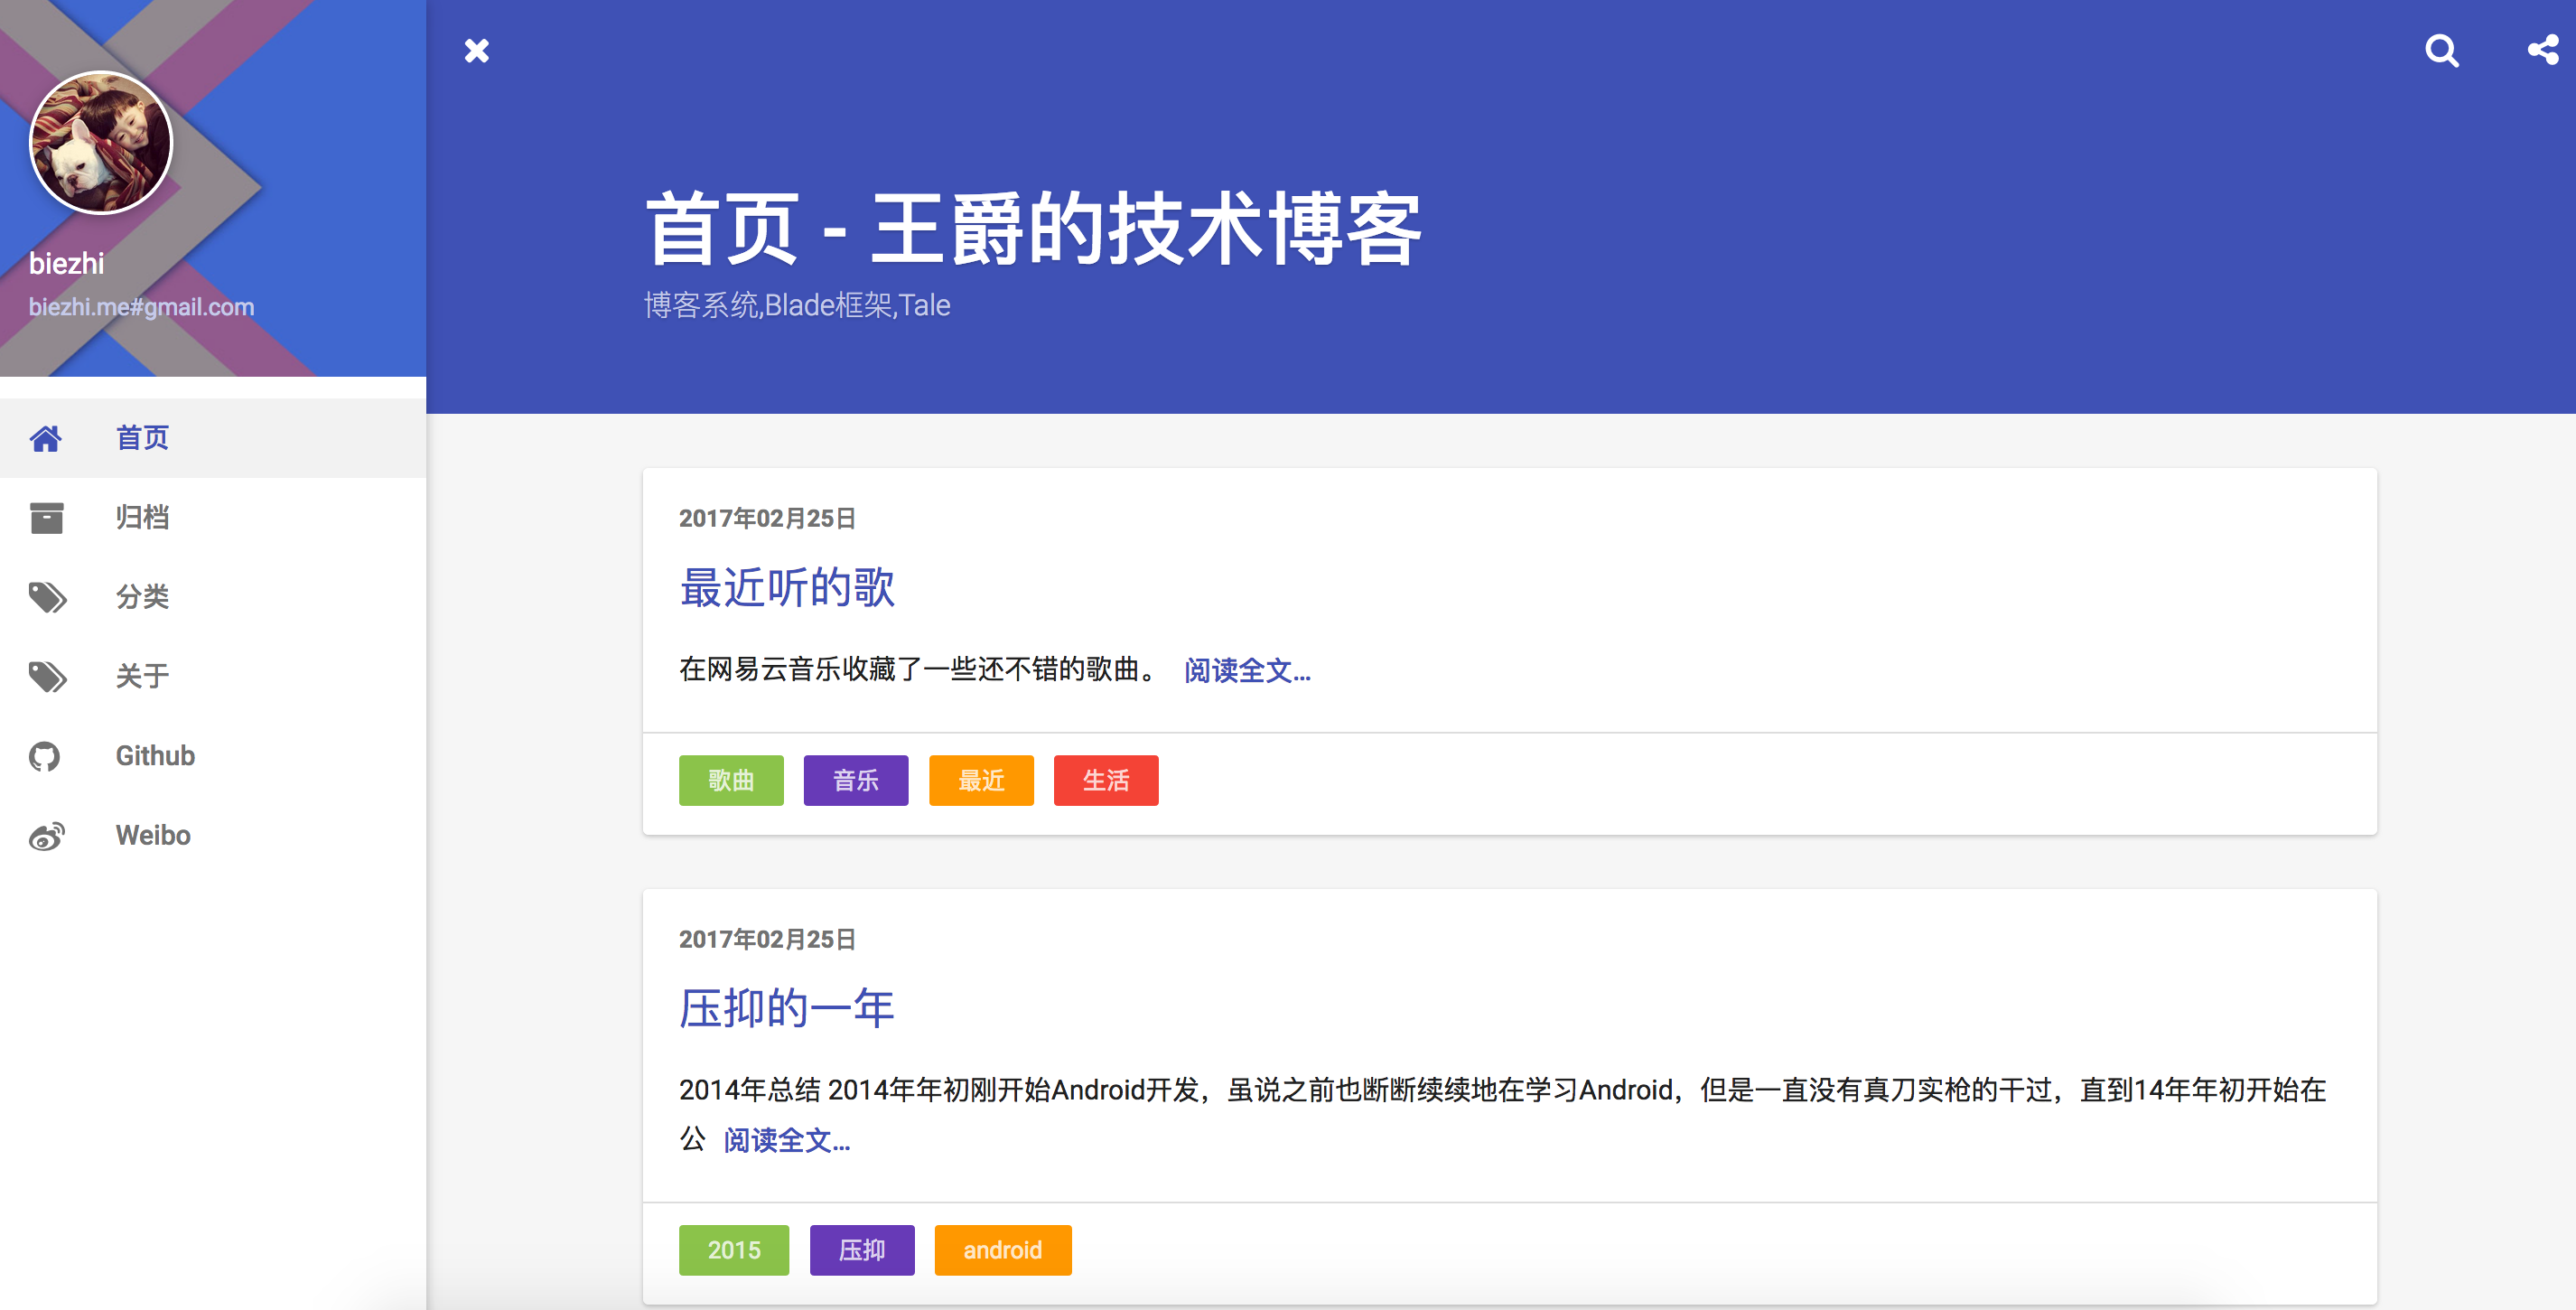 biezhi
biezhi.me#gmail.com
首页
归档
分类
关于
Github
Weibo
首页 - 王爵的技术博客
博客系统,Blade框架,Tale
2017年02月25日
最近听的歌
在网易云音乐收藏了一些还不错的歌曲。 阅读全文...
歌曲 音乐 最近 生活
2017年02月25日
压抑的一年
2014年总结 2014年年初刚开始Android开发，虽说之前也断断续续地在学习Android，但是一直没有真刀实枪的干过，直到14年年初开始在
公 阅读全文...
2015 压抑 android